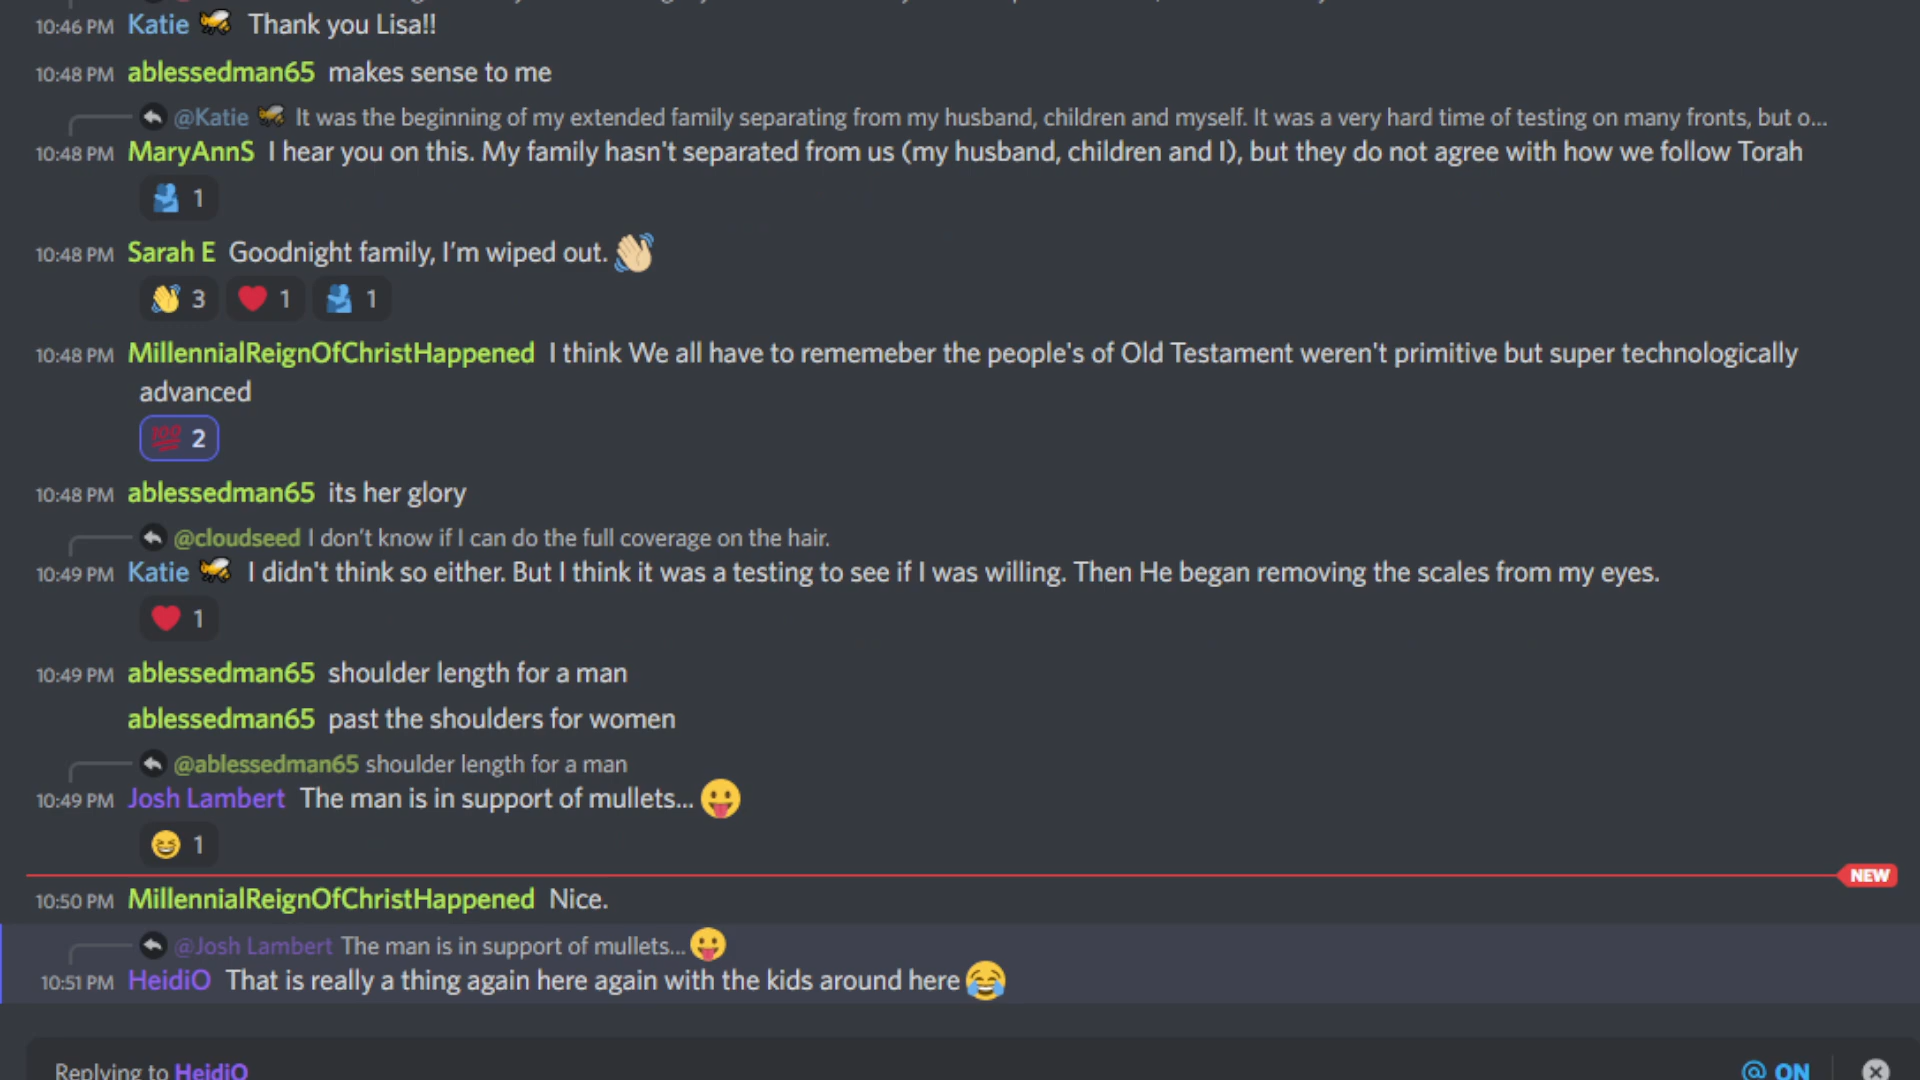 10:46 PM Katie Thank you Lisa!!
10:48 PM ablessedman65 makes sense to me
@Katie It was the beginning of my extended family separating from my husband, children and myself. It was a very hard time of testing on many fronts, but o...
10:48 PM MaryAnnS I hear you on this. My family hasn't separated from us (my husband, children and I), but they do not agree with how we follow Torah
1
10:48 PM Sarah E Goodnight family, I'm wiped out.
3 1 1
10:48 PM MillennialReignOfChristHappened I think We all have to rememeber the people's of Old Testament weren't primitive but super technologically
advanced
2
10:48 PM ablessedman65 its her glory
@cloudseed I don't know if I can do the full coverage on the hair.
10:49 PM Katie I didn't think so either. But I think it was a testing to see if I was willing. Then He began removing the scales from my eyes.
1
10:49 PM ablessedman65 shoulder length for a man
ablessedman65 past the shoulders for women
@ablessedman65 shoulder length for a man
10:49 PM Josh Lambert The man is in support of mullets...
1
NEW
10:50 PM MillennialReignOfChristHappened Nice.
@Josh Lambert The man is in support of mullets...
10:51 PM HeidiO That is really a thing again here again with the kids around here
Replying to HeidiO @ ON